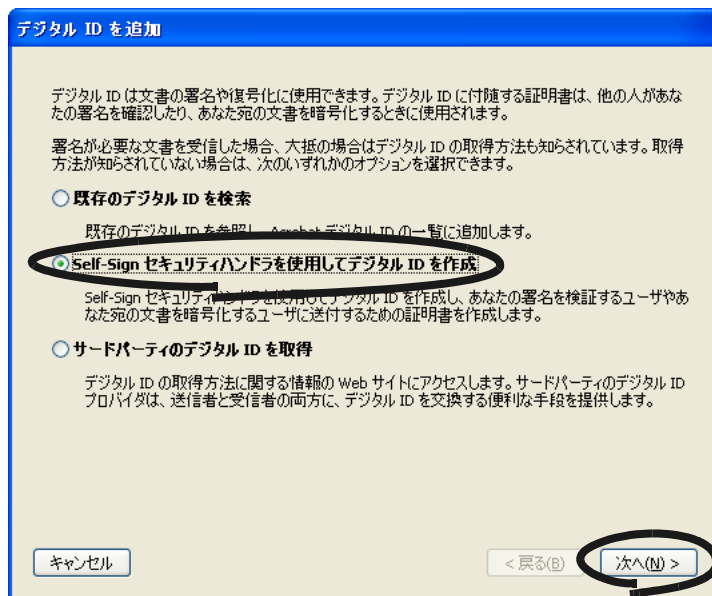 デジタル ID を追加
デジタル ID は文書の署名や復号化に使用できます。デジタル ID に付随する証明書は、他の人があな
たの署名を確認したり、あなた宛の文書を暗号化するときに使用されます。
署名が必要な文書を受信した場合、大抵の場合はデジタル ID の取得方法も知らされています。取得
方法が知らされていない場合は、次のいずれかのオプションを選択できます。
既存のデジタル ID を検索
既存のデジタル ID を参照し、Acrobat デジタル ID の一覧に追加します。
Self-Sign セキュリティハンドラを使用してデジタル ID を作成
Self-Sign セキュリティハンドラを使用してデジタル ID を作成し、あなたの署名を検証するユーザやあ
なた宛の文書を暗号化するユーザに送付するための証明書を作成します。
サードパーティのデジタル ID を取得
デジタル ID の取得方法に関する情報の Web サイトにアクセスします。サードパーティのデジタル ID
プロバイダは、送信者と受信者の両方に、デジタル ID を交換する便利な手段を提供します。
キャンセル
< 戻る(B)
次へ(N) >